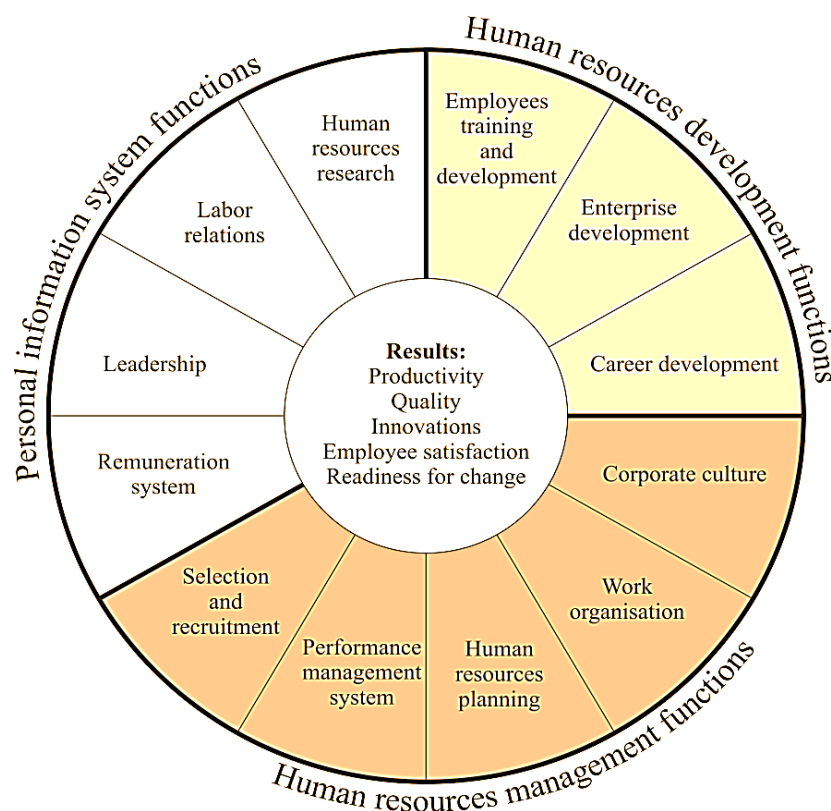 Human resources development functions
Personal information system functions
Human
resources
research
Employees
training
and
development
Labor
relations
Enterprise
development
Leadership
Career development
Results:
Productivity
Quality
Innovations
Employee satisfaction
Readiness for change
Remuneration
system
Corporate culture
Selection
and
recruitment
Work
organisation
Performance
management
system
Human
resources
planning
Human resources management functions